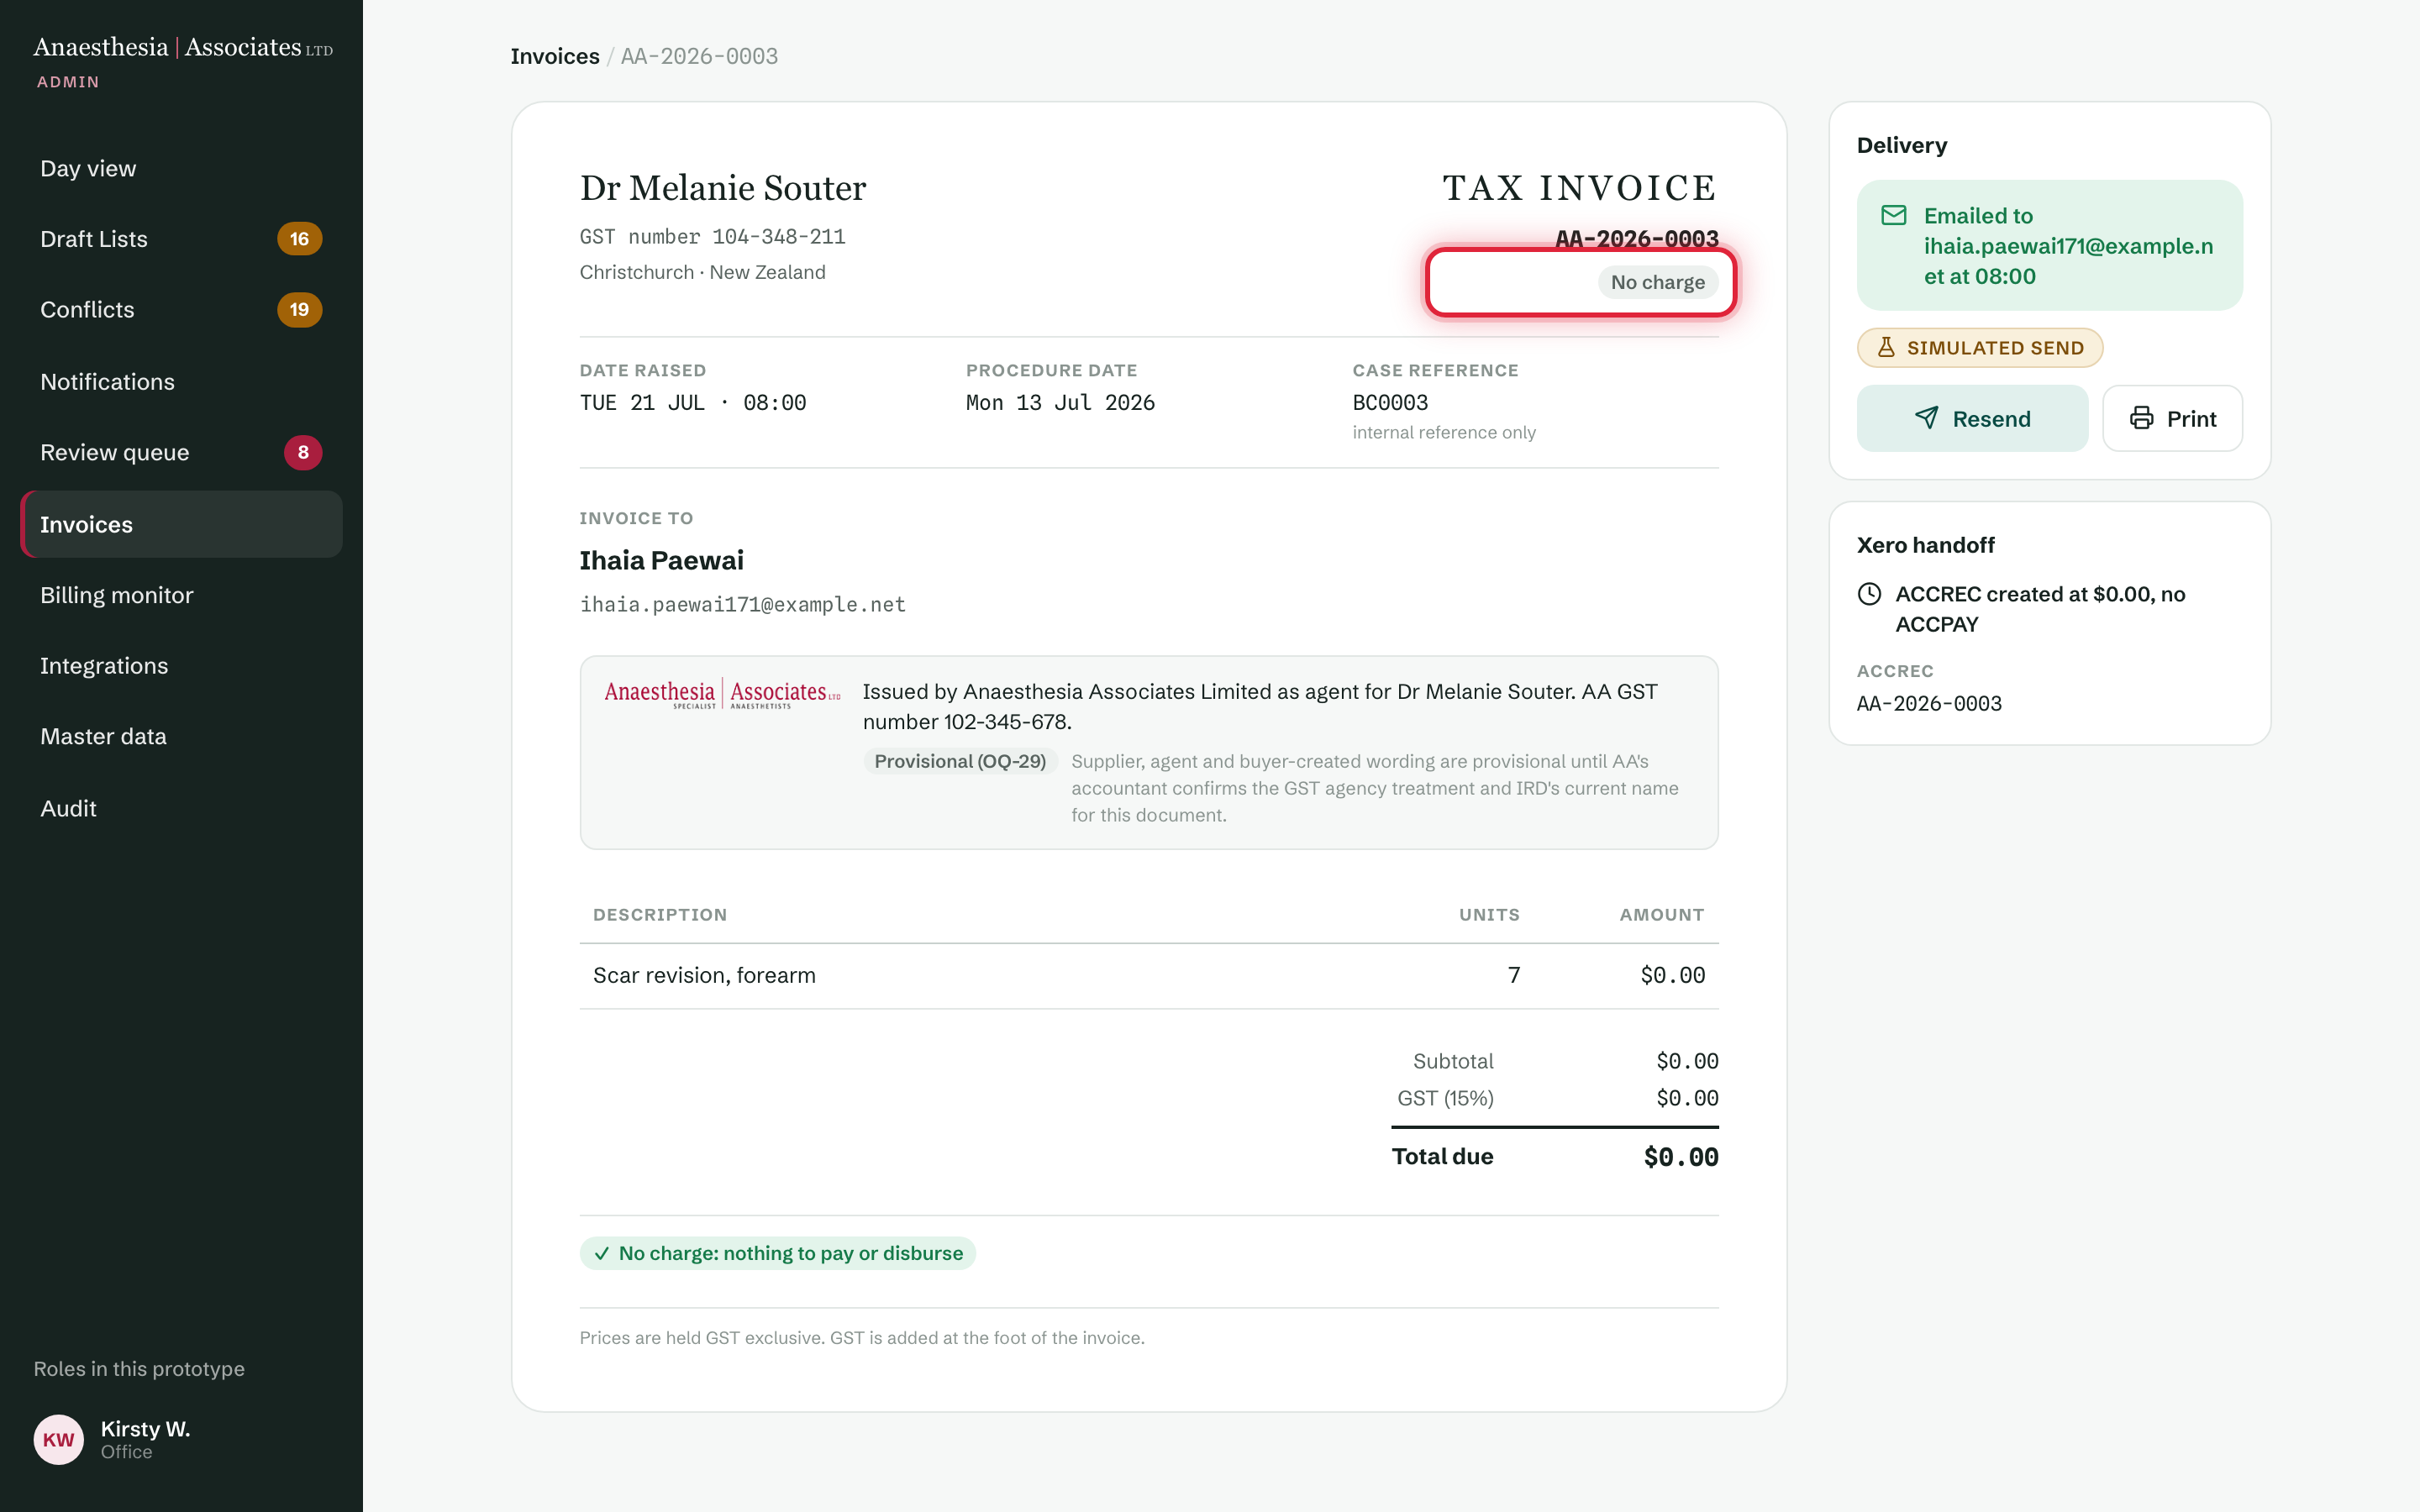 Anaesthesia | Associates LTD
ADMIN
Day view
Draft Lists 16
Conflicts 19
Notifications
Review queue 8
Invoices
Billing monitor
Integrations
Master data
Audit
Roles in this prototype
KW
Kirsty W.
Office
Invoices / AA-2026-0003
Dr Melanie Souter
GST number 104-348-211
Christchurch · New Zealand
TAX INVOICE
AA-2026-0003
No charge
DATE RAISED
TUE 21 JUL · 08:00
PROCEDURE DATE
Mon 13 Jul 2026
CASE REFERENCE
BC0003
internal reference only
INVOICE TO
Ihaia Paewai
ihaia.paewai171@example.net
Anaesthesia | Associates LTD
SPECIALIST | ANAESTHETISTS
Issued by Anaesthesia Associates Limited as agent for Dr Melanie Souter. AA GST
number 102-345-678.
Provisional (OQ-29)
Supplier, agent and buyer-created wording are provisional until AA's
accountant confirms the GST agency treatment and IRD's current name
for this document.
DESCRIPTION UNITS AMOUNT
Scar revision, forearm 7 $0.00
Subtotal $0.00
GST (15%) $0.00
Total due $0.00
No charge: nothing to pay or disburse
Prices are held GST exclusive. GST is added at the foot of the invoice.
Delivery
Emailed to
ihaia.paewai171@example.n
et at 08:00
SIMULATED SEND
Resend
Print
Xero handoff
ACCREC created at $0.00, no
ACCPAY
ACCREC
AA-2026-0003